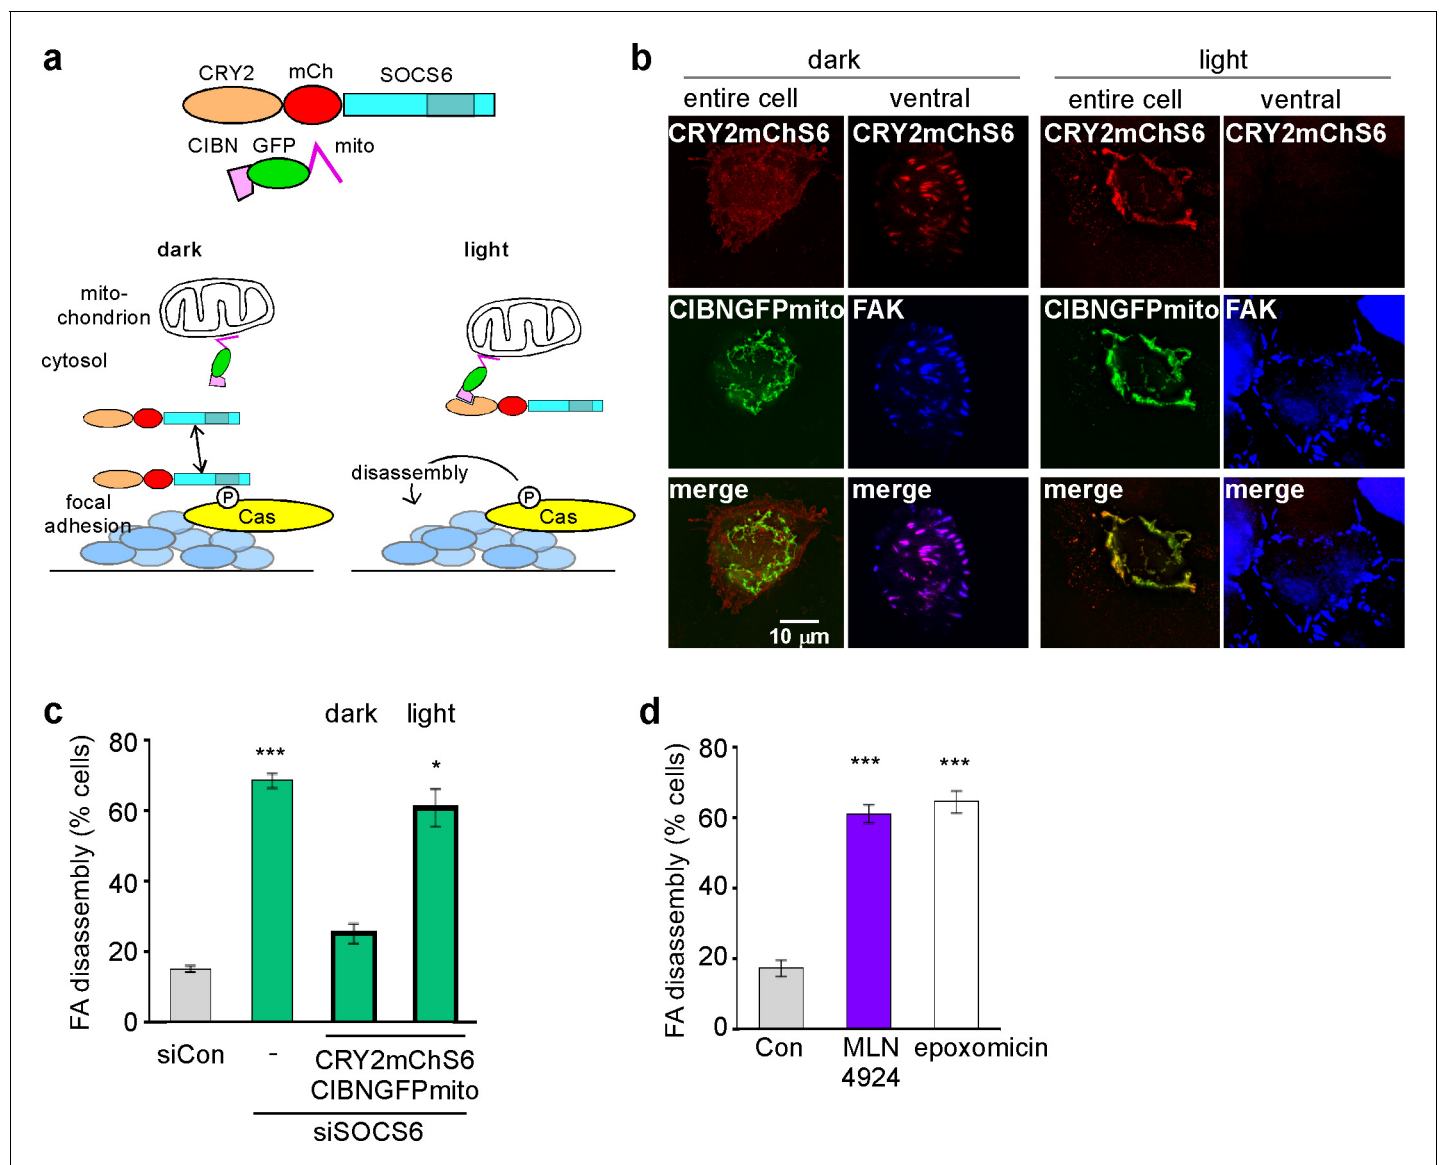 a
CRY2 mCh SOCS6
CIBN GFP mito
dark light
mito-
chondrion
cytosol
disassembly
focal
adhesion
P
Cas
P
Cas
b
dark light
entire cell ventral entire cell ventral
CRY2mChS6 CRY2mChS6 CRY2mChS6 CRY2mChS6
CIBNGFPmito FAK CIBNGFPmito FAK
merge merge merge merge
10 μm
c
dark light
FA disassembly (% cells)
80
60
40
20
0
*** *
siCon - CRY2mChS6
CIBNGFPmito
siSOCS6
d
FA disassembly (% cells)
80
60
40
20
0
*** ***
Con MLN epoxomicin
4924